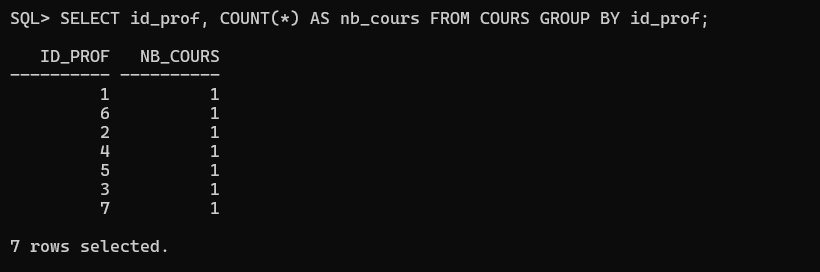 SQL> SELECT id_prof, COUNT(*) AS nb_cours FROM COURS GROUP BY id_prof;
   ID_PROF   NB_COURS
---------- ----------
         1          1
         6          1
         2          1
         4          1
         5          1
         3          1
         7          1
7 rows selected.